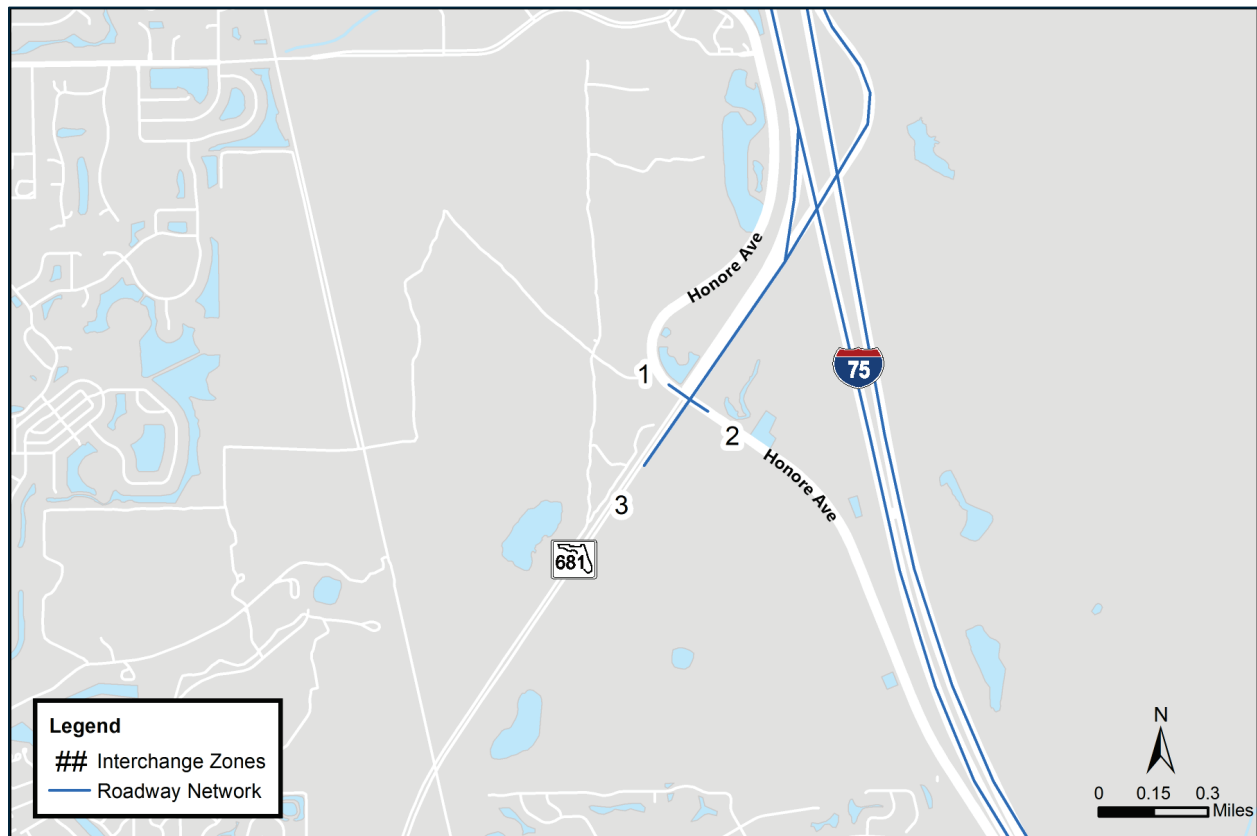 Honore Ave
75
1
2
Honore Ave
3
681
Legend
## Interchange Zones
Roadway Network
N
0 0.15 0.3
Miles